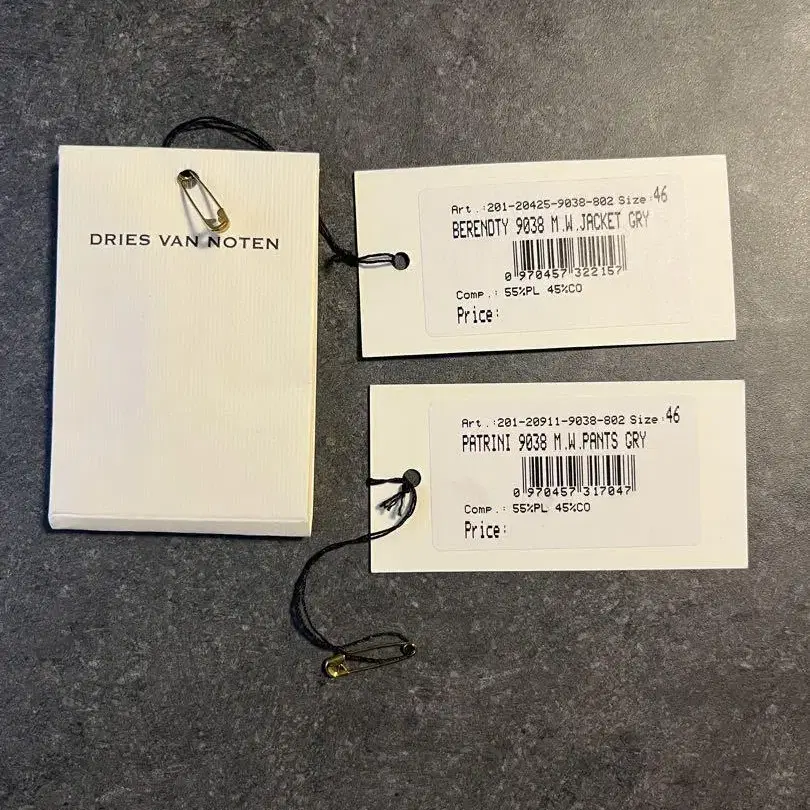 DRIES VAN NOTEN
Art.:201-20425-9038-802 Size:46
BERENDTY 9038 M.W.JACKET GRY
0 970457 322157
Comp.: 55%PL 45%CO
Price:
Art.:201-20911-9038-802 Size:46
PATRINI 9038 M.W.PANTS GRY
0 970457 317047
Comp.: 55%PL 45%CO
Price: